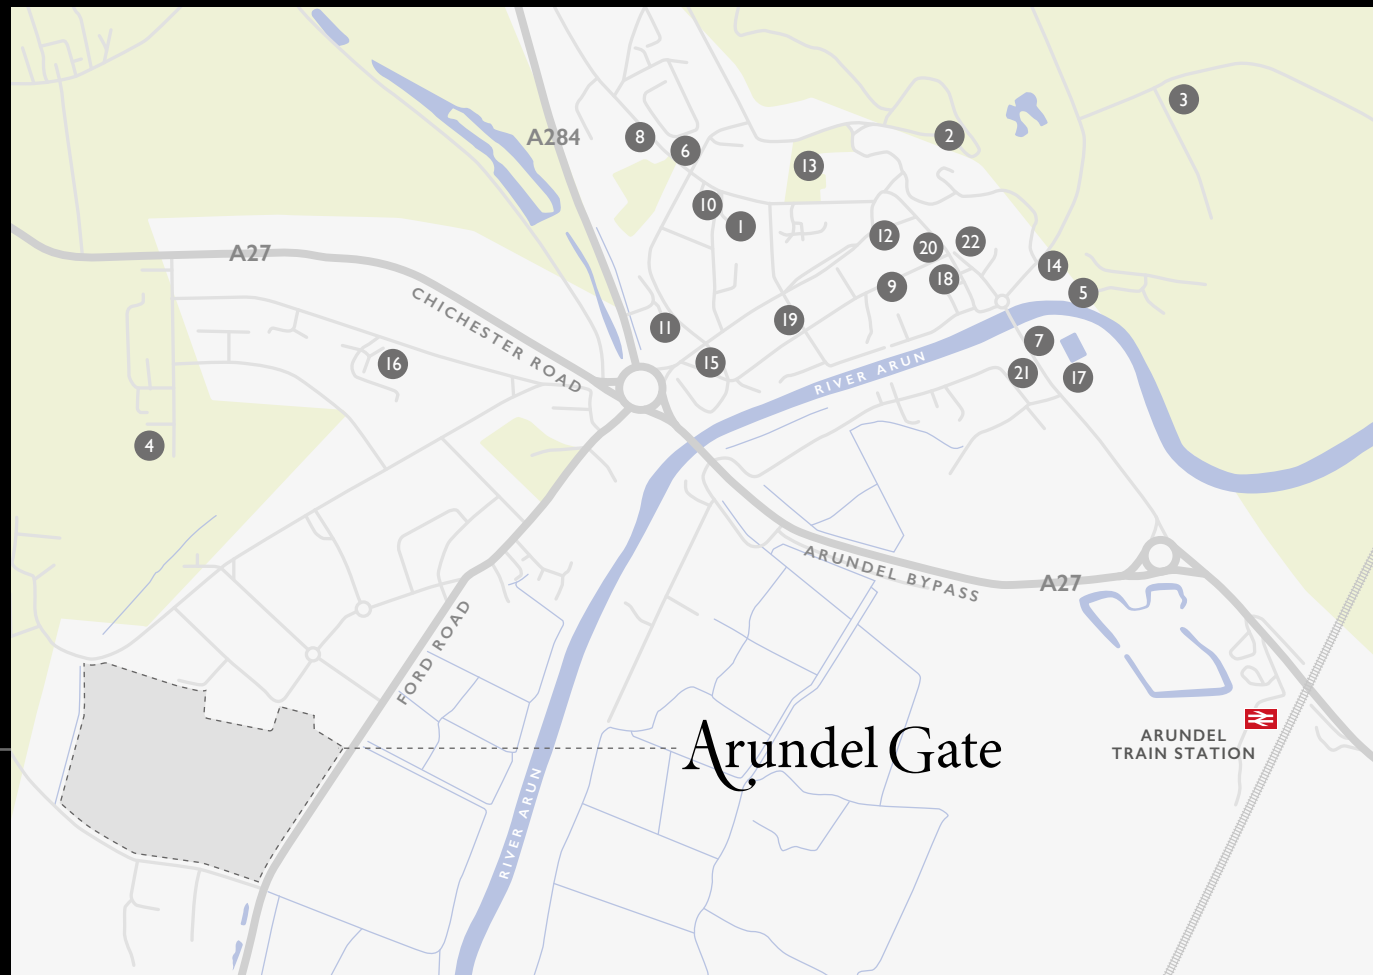 3
2
8
A284
6
13
10
1
12
20
22
A27
14
18
9
5
CHICHESTER ROAD
19
11
7
16
15
RIVER ARUN
21
17
4
ARUNDEL BYPASS
A27
FORD ROAD
Arundel Gate
ARUNDEL
TRAIN STATION
RIVER ARUN